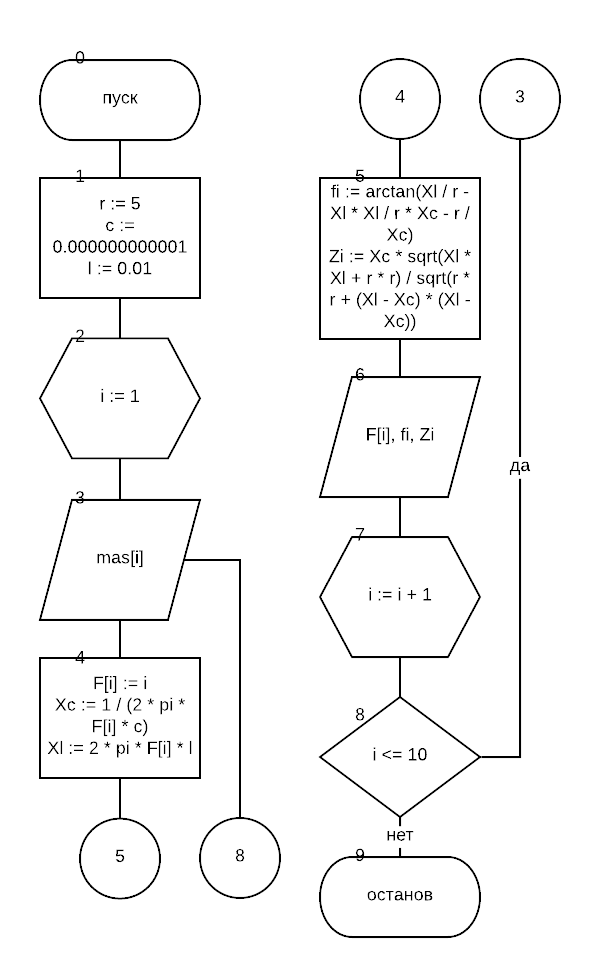 0
пуск
1
r := 5
c :=
0.000000000001
l := 0.01
2
i := 1
3
mas[i]
4
F[i] := i
Xc := 1 / (2 * pi *
F[i] * c)
Xl := 2 * pi * F[i] * l
5
8
4
3
5
fi := arctan(Xl / r -
Xl * Xl / r * Xc - r /
Xc)
Zi := Xc * sqrt(Xl *
Xl + r * r) / sqrt(r *
r + (Xl - Xc) * (Xl -
Xc))
6
F[i], fi, Zi
да
7
i := i + 1
8
i <= 10
нет
9
останов